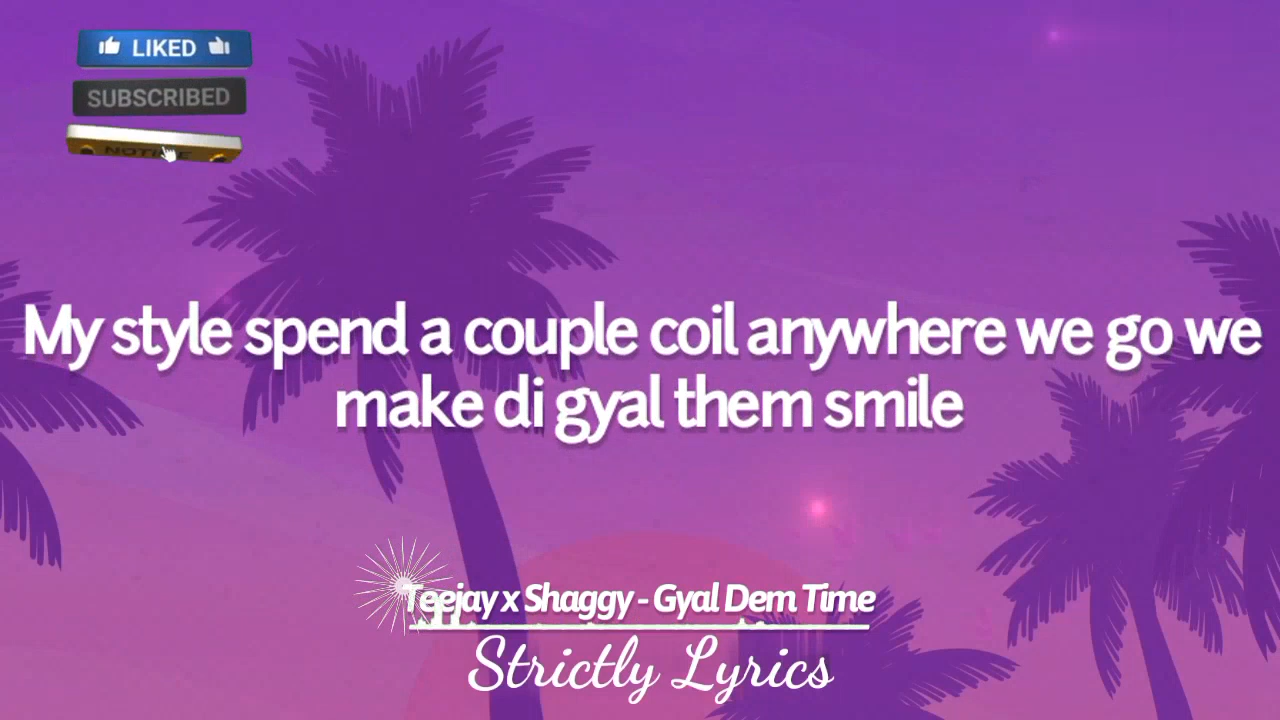 LIKED
SUBSCRIBED
My style spend a couple coil anywhere we go we
make di gyal them smile
Teejay x Shaggy - Gyal Dem Time
Strictly Lyrics